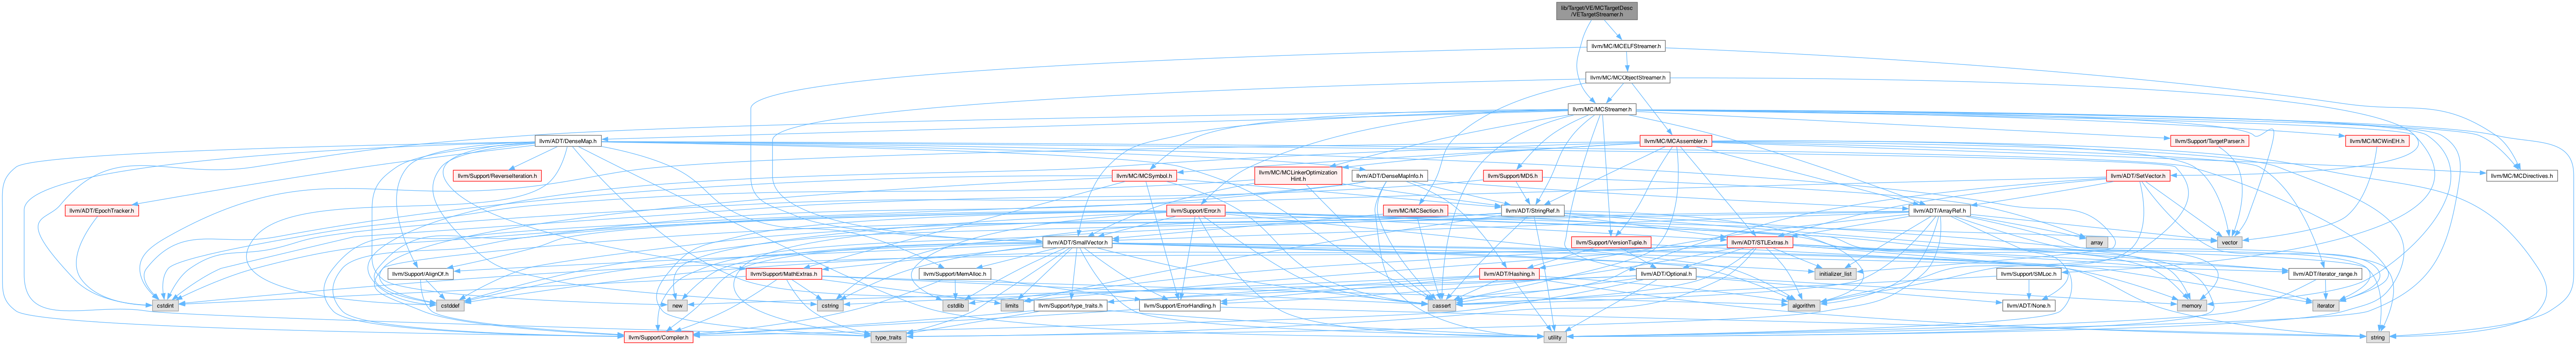 lib/Target/VE/MCTargetDesc
/VETargetStreamer.h
llvm/MC/MCELFStreamer.h
llvm/MC/MCObjectStreamer.h
llvm/MC/MCStreamer.h
llvm/ADT/DenseMap.h
llvm/MC/MCAssembler.h
llvm/Support/TargetParser.h
llvm/MC/MCWinEH.h
llvm/Support/ReverseIteration.h
llvm/MC/MCSymbol.h
llvm/MC/MCLinkerOptimization
Hint.h
llvm/Support/MD5.h
llvm/ADT/DenseMapInfo.h
llvm/ADT/SetVector.h
llvm/MC/MCDirectives.h
llvm/ADT/EpochTracker.h
llvm/Support/Error.h
llvm/MC/MCSection.h
llvm/ADT/StringRef.h
llvm/ADT/ArrayRef.h
llvm/ADT/SmallVector.h
llvm/Support/VersionTuple.h
llvm/ADT/STLExtras.h
array
vector
llvm/Support/AlignOf.h
llvm/Support/MathExtras.h
llvm/Support/MemAlloc.h
llvm/ADT/Hashing.h
llvm/ADT/Optional.h
initializer_list
llvm/Support/SMLoc.h
llvm/ADT/iterator_range.h
cstdint
cstddef
new
cstring
cstdlib
limits
llvm/Support/type_traits.h
llvm/Support/ErrorHandling.h
cassert
algorithm
llvm/ADT/None.h
memory
iterator
llvm/Support/Compiler.h
type_traits
utility
string